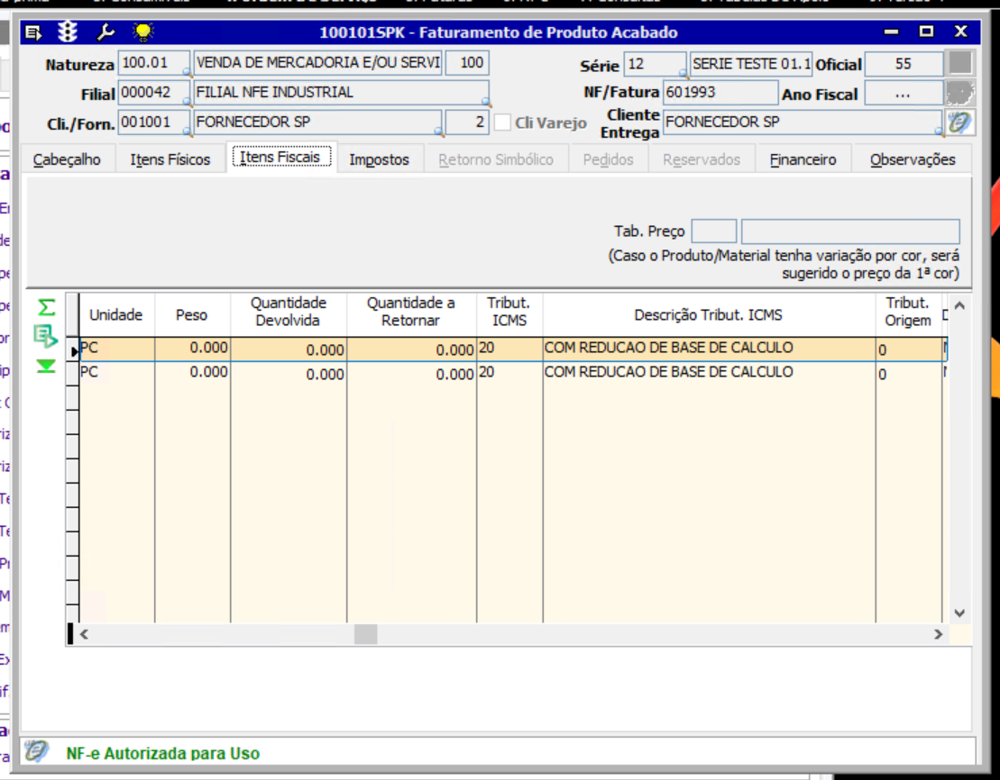 100101SPK - Faturamento de Produto Acabado
Natureza 100.01 VENDA DE MERCADORIA E/OU SERVI 100 Série 12 SERIE TESTE 01.1 Oficial 55
Filial 000042 FILIAL NFE INDUSTRIAL NF/Fatura 601993 Ano Fiscal ...
Cli./Forn. 001001 FORNECEDOR SP 2 Cli Varejo Cliente Entrega FORNECEDOR SP
Cabeçalho Itens Físicos Itens Fiscais Impostos Retorno Simbólico Pedidos Reservados Financeiro Observações
Tab. Preço
(Caso o Produto/Material tenha variação por cor, será
sugerido o preço da 1ª cor)
Unidade Peso Quantidade Devolvida Quantidade a Retornar Tribut. ICMS Descrição Tribut. ICMS Tribut. Origem
PC 0.000 0.000 0.000 20 COM REDUCAO DE BASE DE CALCULO 0
PC 0.000 0.000 0.000 20 COM REDUCAO DE BASE DE CALCULO 0
NF-e Autorizada para Uso